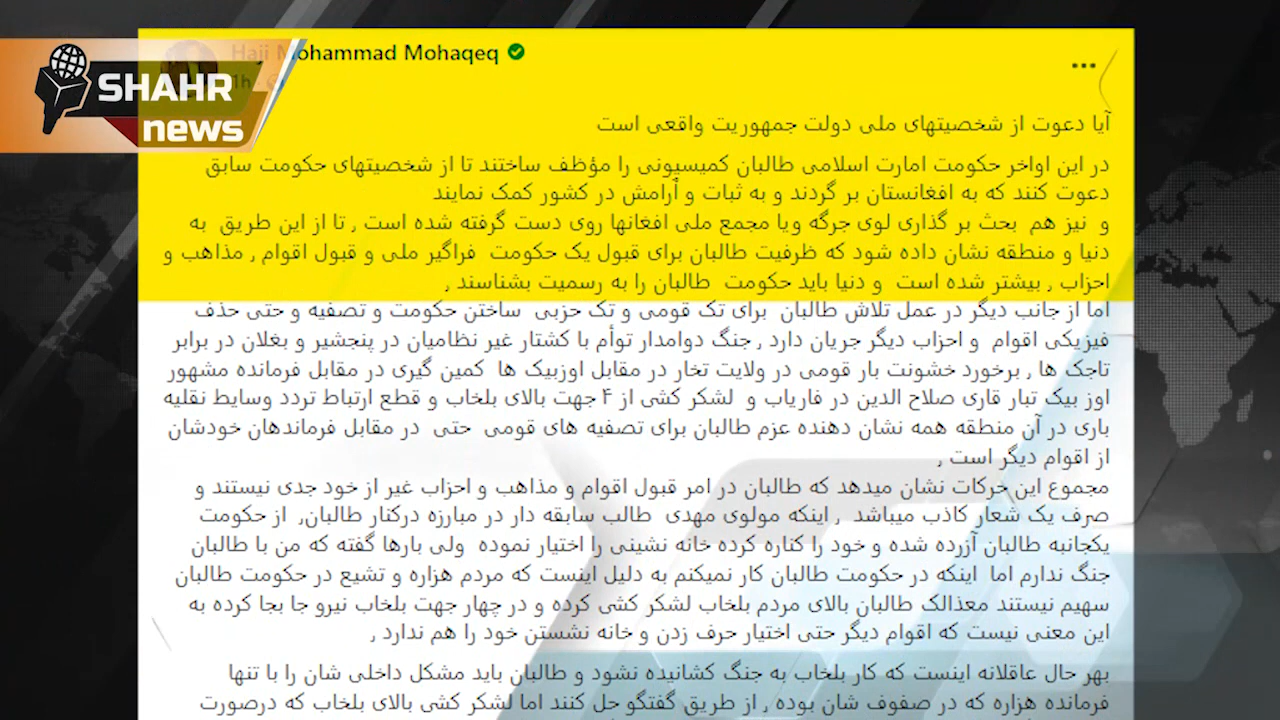 SHAHR
news
Haji Mohammad Mohaqeq
1h
آیا دعوت از شخصیتهای ملی دولت جمهوریت واقعی است
در این اواخر حکومت امارت اسلامی طالبان کمیسیونی را مؤظف ساختند تا از شخصیتهای حکومت سابق
دعوت کنند که به افغانستان بر گردند و به ثبات و آرامش در کشور کمک نمایند
و نیز هم بحث بر گذاری لوی جرگه ویا مجمع ملی افغانها روی دست گرفته شده است , تا از این طریق به
دنیا و منطقه نشان داده شود که ظرفیت طالبان برای قبول یک حکومت فراگیر ملی و قبول اقوام , مذاهب و
احزاب , بیشتر شده است و دنیا باید حکومت طالبان را به رسمیت بشناسند ,
اما از جانب دیگر در عمل تلاش طالبان برای تک قومی و تک حزبی ساختن حکومت و تصفیه و حتی حذف
فیزیکی اقوام و احزاب دیگر جریان دارد , جنگ دوامدار توأم با کشتار غیر نظامیان در پنجشیر و بغلان در برابر
تاجک ها , برخورد خشونت بار قومی در ولایت تخار در مقابل اوزبیک ها کمین گیری در مقابل فرمانده مشهور
اوز بیک تبار قاری صلاح الدین در فاریاب و لشکر کشی از ۴ جهت بالای بلخاب و قطع ارتباط تردد وسایط نقلیه
باری در آن منطقه همه نشان دهنده عزم طالبان برای تصفیه های قومی حتی در مقابل فرماندهان خودشان
از اقوام دیگر است ,
مجموع این حرکات نشان میدهد که طالبان در امر قبول اقوام و مذاهب و احزاب غیر از خود جدی نیستند و
صرف یک شعار کاذب میباشد , اینکه مولوی مهدی طالب سابقه دار در مبارزه درکنار طالبان, از حکومت
یکجانبه طالبان آزرده شده و خود را کناره کرده خانه نشینی را اختیار نموده ولی بارها گفته که من با طالبان
جنگ ندارم اما اینکه در حکومت طالبان کار نمیکنم به دلیل اینست که مردم هزاره و تشیع در حکومت طالبان
سهیم نیستند معذالک طالبان بالای مردم بلخاب لشکر کشی کرده و در چهار جهت بلخاب نیرو جا بجا کرده به
این معنی نیست که اقوام دیگر حتی اختیار حرف زدن و خانه نشستن خود را هم ندارد ,
بهر حال عاقلانه اینست که کار بلخاب به جنگ کشانیده نشود و طالبان باید مشکل داخلی شان را با تنها
فرمانده هزاره که در صفوف شان بوده , از طریق گفتگو حل کنند اما لشکر کشی بالای بلخاب که درصورت